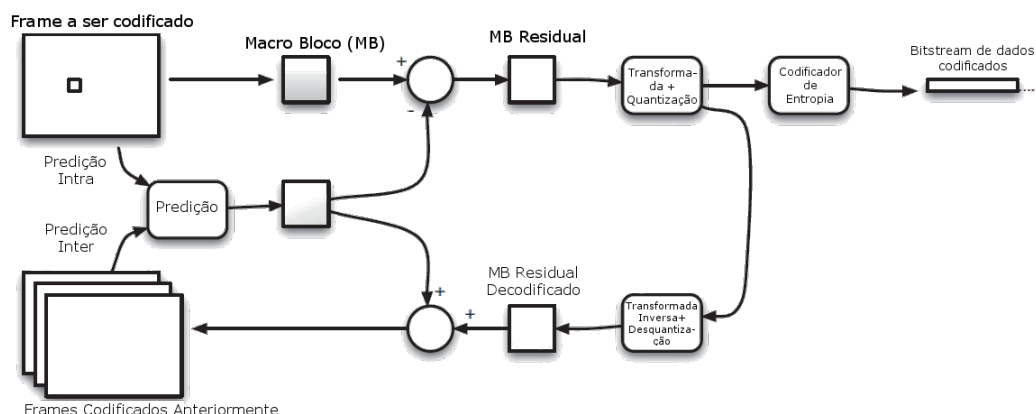 Frame a ser codificado
Macro Bloco (MB)
MB Residual
Bitstream de dados
codificados
+
-
Transforma-
da +
Quantização
Codificador
de
Entropia
Predição
Intra
Predição
Predição
Inter
MB Residual
Decodificado
+
+
Transformada
Inversa+
Desquantiza-
ção
Frames Codificados Anteriormente